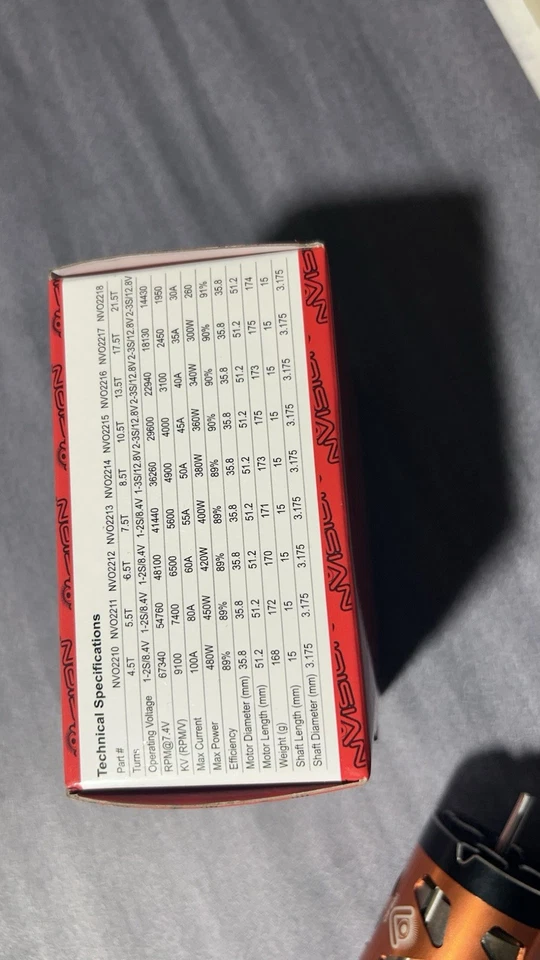 Technical Specifications
Part # NVO2210 NVO2211 NVO2212 NVO2213 NVO2214 NVO2215 NVO2216 NVO2217 NVO2218
Turns 4.5T 5.5T 6.5T 7.5T 8.5T 10.5T 13.5T 17.5T 21.5T
Operating Voltage 1-2S/8.4V 1-2S/8.4V 1-2S/8.4V 1-2S/8.4V 1-3S/12.8V 2-3S/12.8V 2-3S/12.8V 2-3S/12.8V 2-3S/12.8V
RPM@7.4V 67340 54760 48100 41440 36260 29600 22940 18130 14430
KV (RPM/V) 9100 7400 6500 5600 4900 4000 3100 2450 1950
Max Current 100A 80A 60A 55A 50A 45A 40A 35A 30A
Max Power 480W 450W 420W 400W 380W 360W 340W 300W 260
Efficiency 89% 89% 89% 89% 89% 90% 90% 90% 91%
Motor Diameter (mm) 35.8 35.8 35.8 35.8 35.8 35.8 35.8 35.8 35.8
Motor Length (mm) 51.2 51.2 51.2 51.2 51.2 51.2 51.2 51.2 51.2
Weight (g) 168 172 170 171 173 175 173 175 174
Shaft Length (mm) 15 15 15 15 15 15 15 15 15
Shaft Diameter (mm) 3.175 3.175 3.175 3.175 3.175 3.175 3.175 3.175 3.175